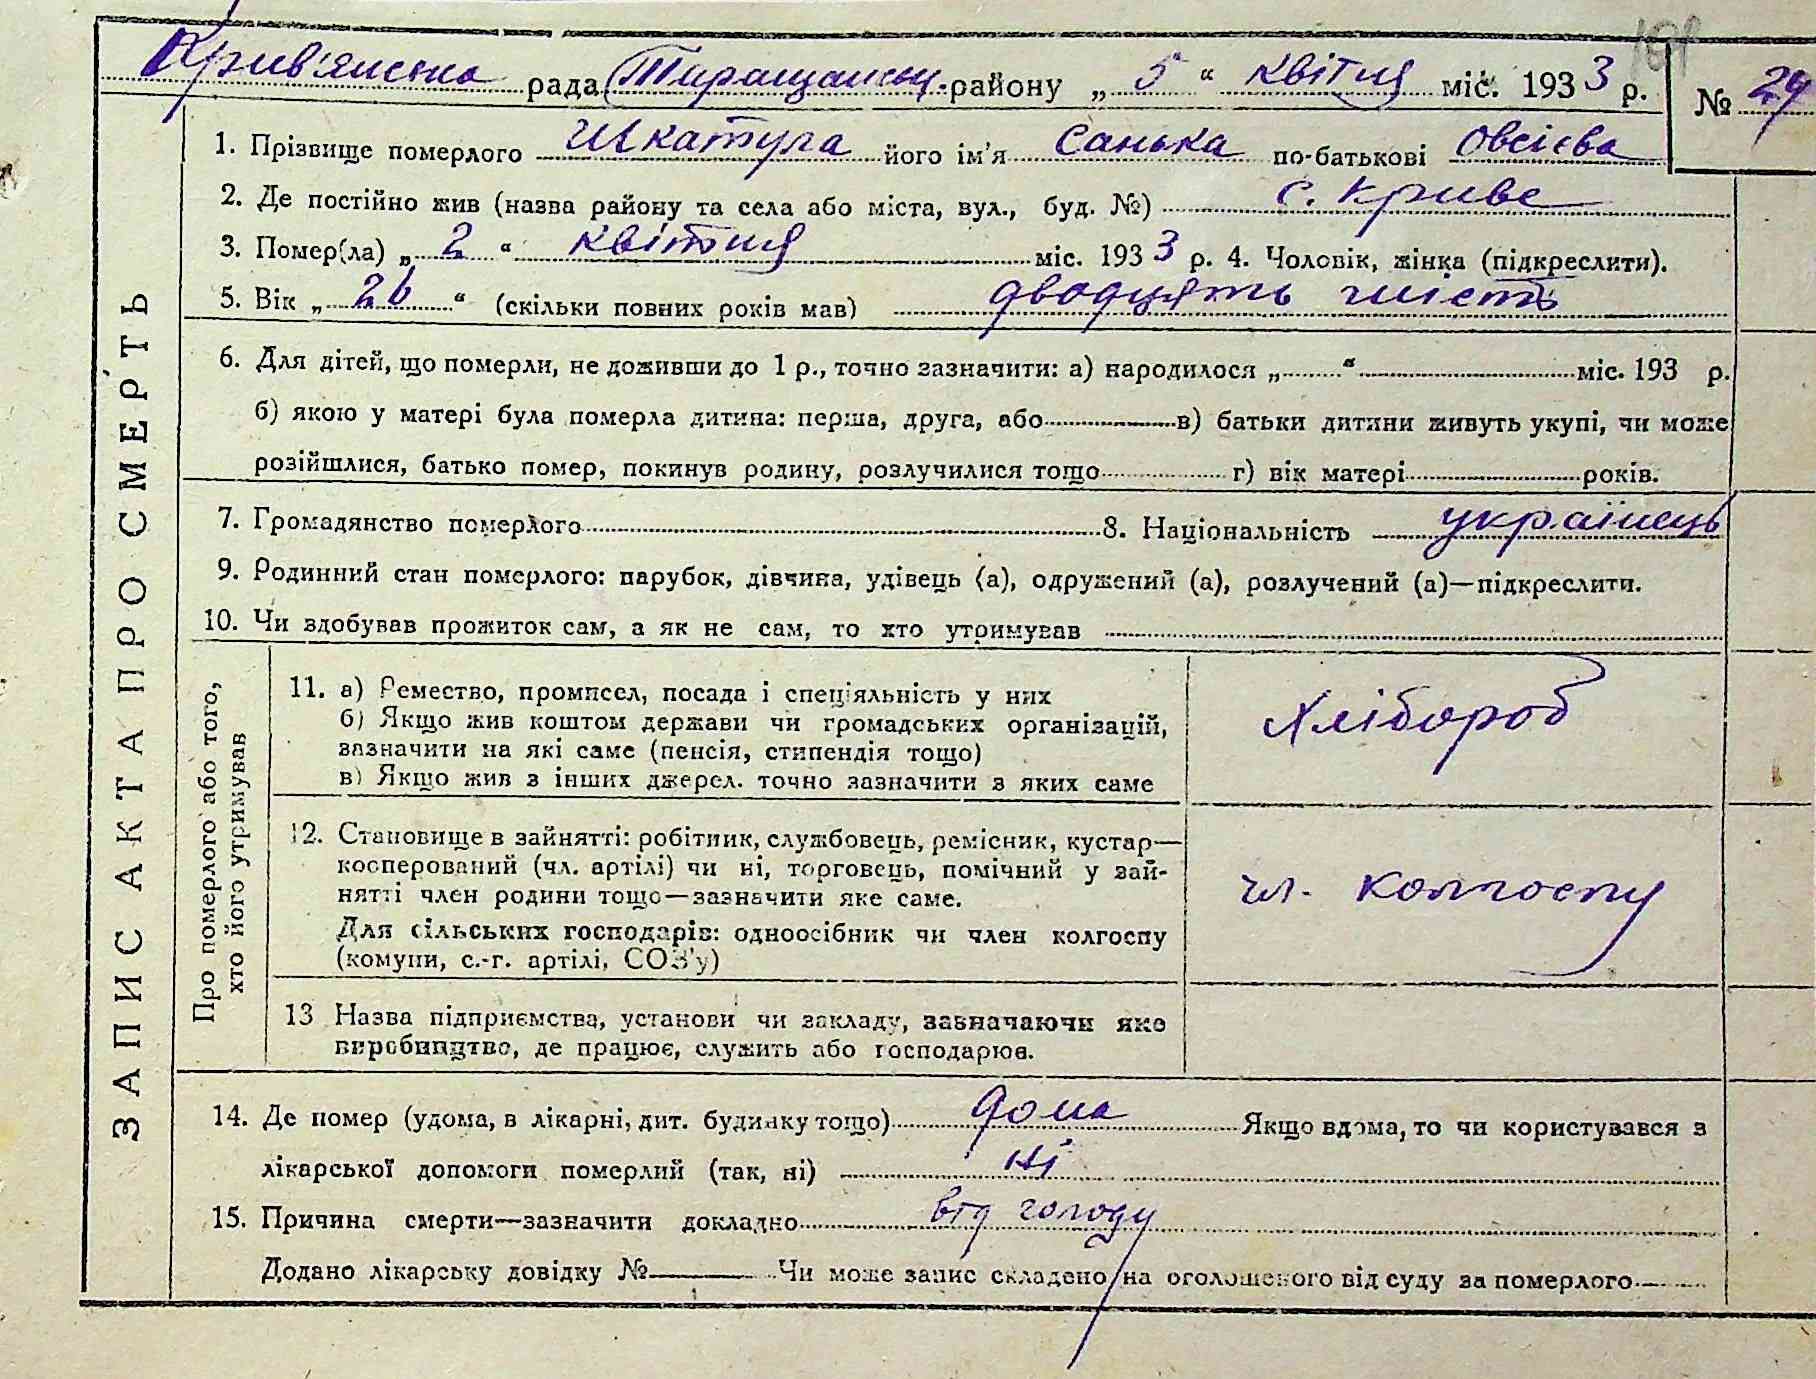 Крив'янська рада Таращанськ. району „ 5 “ квітня міс. 1933 р. № 29
1. Прізвище померлого Шкатула його ім'я Санька по-батькові Овсієва
2. Де постійно жив (назва району та села або міста, вул., буд. №) с. Криве
3. Помер(ла) „ 2 “ квітня міс. 1933 р. 4. Чоловік, жінка (підкреслити).
5. Вік „ 26 “ (скільки повних років мав) двадцять шість
6. Для дітей, що померли, не доживши до 1 р., точно зазначити: а) народилося „ “ міс. 193 р.
б) якою у матері була померла дитина: перша, друга, або в) батьки дитини живуть укупі, чи може
розійшлися, батько помер, покинув родину, розлучилися тощо г) вік матері років.
7. Громадянство померлого 8. Національність українець
9. Родинний стан померлого: парубок, дівчина, удівець (а), одружений (а), розлучений (а)—підкреслити.
10. Чи здобував прожиток сам, а як не сам, то хто утримував
ЗАПИС АКТА ПРО СМЕРТЬ
Про померлого або того,
хто його утримував
11. а) Ремество, промисел, посада і спеціяльність у них
б) Якщо жив коштом держави чи громадських організацій,
зазначити на які саме (пенсія, стипендія тощо)
в) Якщо жив з інших джерел. точно зазначити з яких саме
Хлібороб
12. Становище в зайнятті: робітник, службовець, ремісник, кустар—
косперований (чл. артілі) чи ні, торговець, помічний у зай-
нятті член родини тощо—зазначити яке саме.
Для сільських господарів: одноосібник чи член колгоспу
(комуни, с.-г. артілі, СОЗ'у)
чл. колгоспу
13 Назва підприємства, установи чи закладу, зазначаючи яке
виробництво, де працює, служить або господарює.
14. Де помер (удома, в лікарні, дит. будинку тощо) дома Якщо вдома, то чи користувався з
лікарської допомоги померлий (так, ні) ні
15. Причина смерти—зазначити докладно від голоду
Додано лікарську довідку № Чи може запис складено на оголошеного від суду за померлого